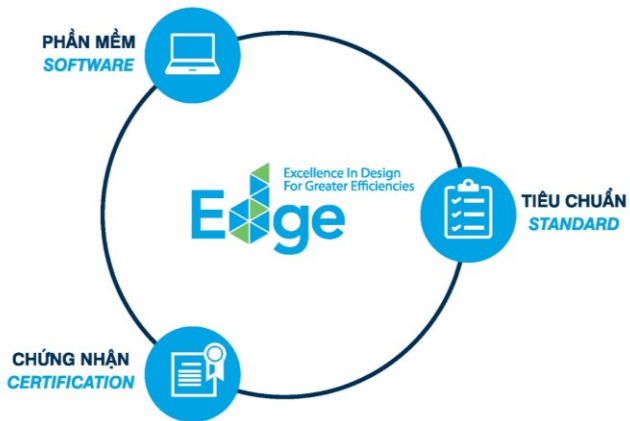 PHẦN MỀM
SOFTWARE
Excellence In Design
For Greater Efficiencies
Edge
TIÊU CHUẨN
STANDARD
CHỨNG NHẬN
CERTIFICATION